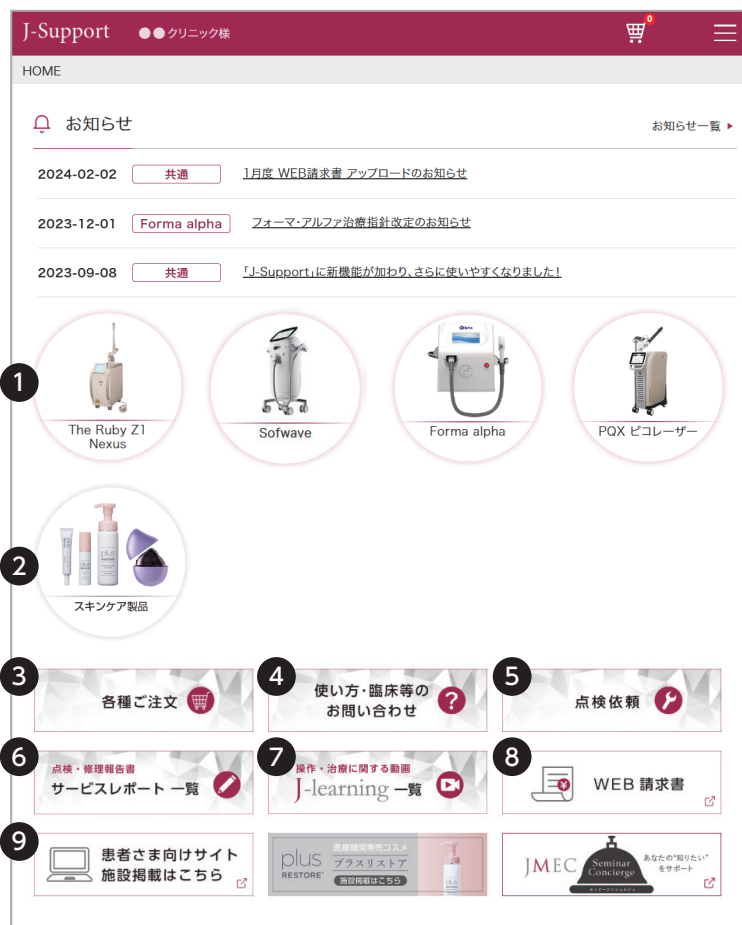 J-Support ●●クリニック様 0
HOME
お知らせ お知らせ一覧 ▶
2024-02-02 共通 1月度 WEB請求書 アップロードのお知らせ
2023-12-01 Forma alpha フォーマ・アルファ治療指針改定のお知らせ
2023-09-08 共通 「J-Support」に新機能が加わり、さらに使いやすくなりました!
1
The Ruby Z1
Nexus
Sofwave
Forma alpha
PQX ピコレーザー
2
plus
スキンケア製品
3
各種ご注文
4
使い方・臨床等の
お問い合わせ
?
5
点検依頼
6
点検・修理報告書
サービスレポート 一覧
7
操作・治療に関する動画
J-learning 一覧
8
WEB 請求書
9
患者さま向けサイト
施設掲載はこちら
plus
RESTORE
医療機関専売コスメ
プラスリストア
施設掲載はこちら
JMEC
Seminar
Concierge
セミナーコンシェルジュ
あなたの"知りたい"
をサポート